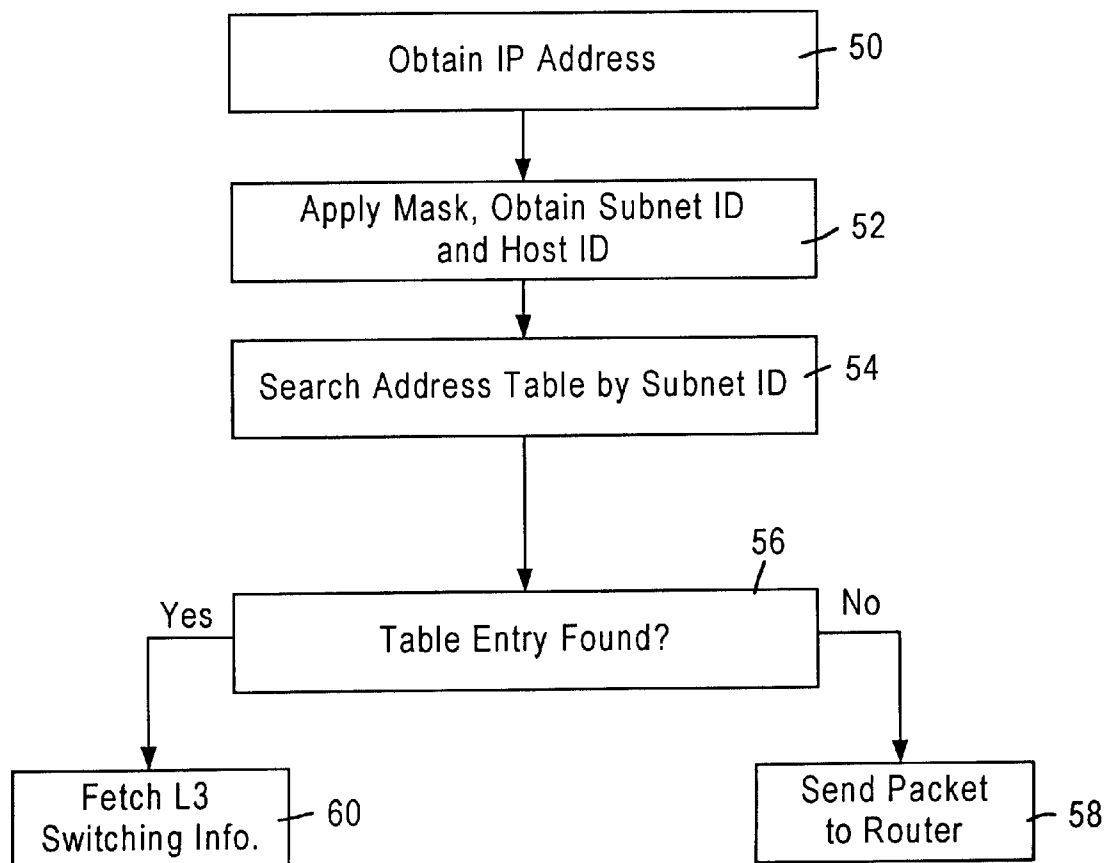 Obtain IP Address
50
Apply Mask, Obtain Subnet ID
and Host ID
52
Search Address Table by Subnet ID
54
56
Yes
Table Entry Found?
No
Fetch L3
Switching Info.
60
Send Packet
to Router
58